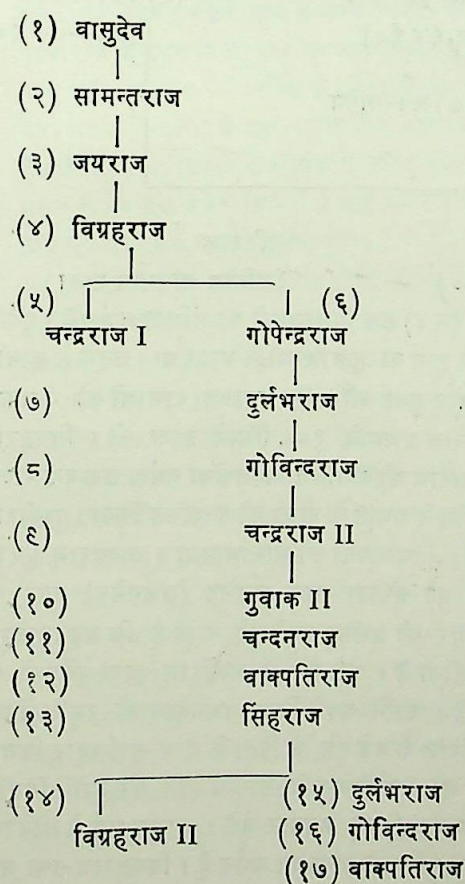 (१) वासुदेव
(२) सामन्तराज
(३) जयराज
(४) विग्रहराज
(५) (६)
चन्द्रराज I गोपेन्द्रराज
(७) दुर्लभराज
(८) गोविन्दराज
(९) चन्द्रराज II
(१०) गुवाक II
(११) चन्दनराज
(१२) वाक्पतिराज
(१३) सिंहराज
(१४) (१५) दुर्लभराज
विग्रहराज II (१६) गोविन्दराज
(१७) वाक्पतिराज